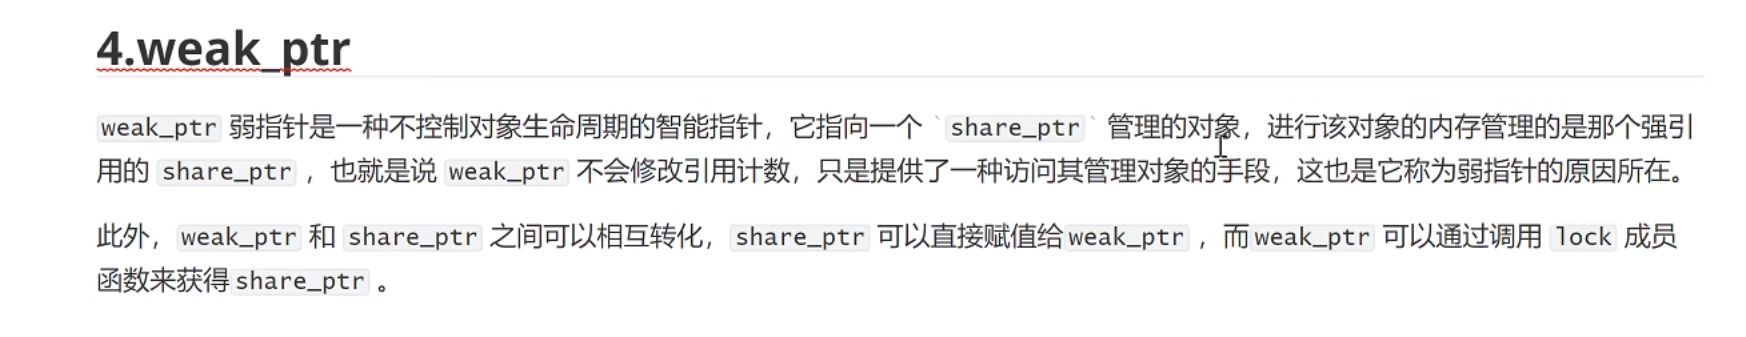 4.weak_ptr
weak_ptr 弱指针是一种不控制对象生命周期的智能指针，它指向一个 `share_ptr` 管理的对象，进行该对象的内存管理的是那个强引
用的 share_ptr ，也就是说 weak_ptr 不会修改引用计数，只是提供了一种访问其管理对象的手段，这也是它称为弱指针的原因所在。
此外，weak_ptr 和 share_ptr 之间可以相互转化，share_ptr 可以直接赋值给weak_ptr ，而weak_ptr 可以通过调用 lock 成员
函数来获得share_ptr 。